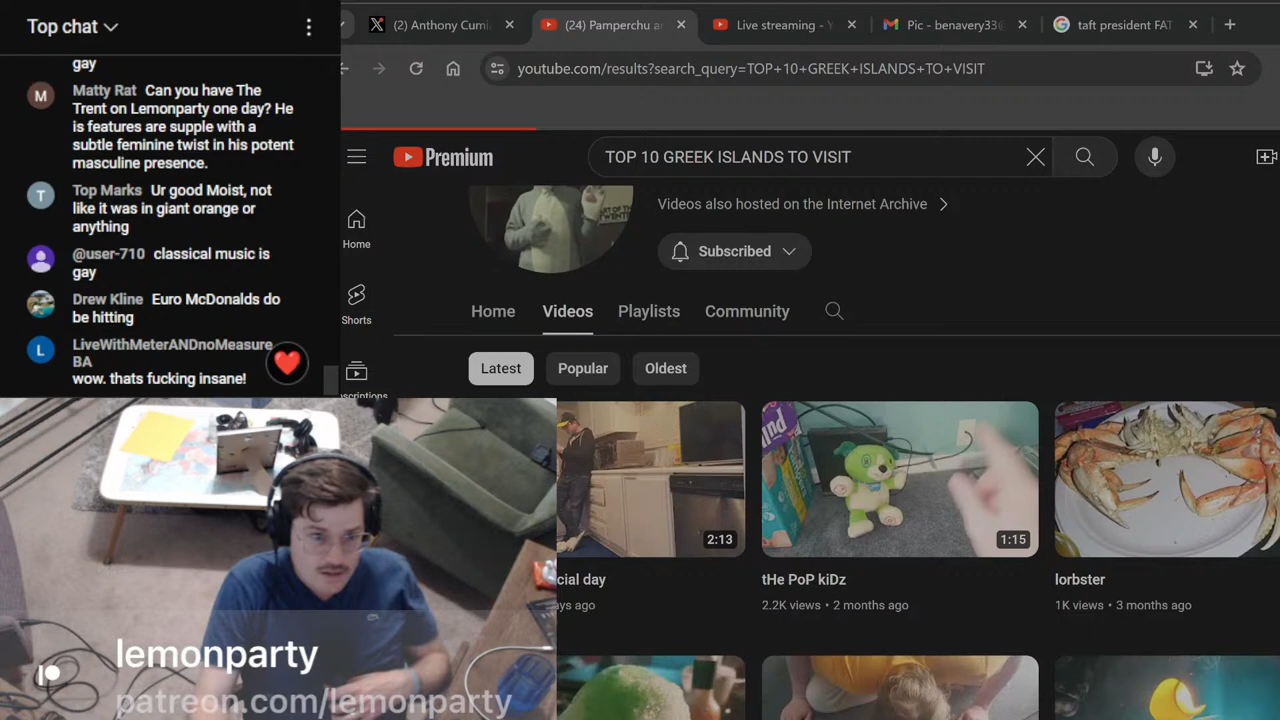 Top chat
gay
M Matty Rat Can you have The
Trent on Lemonparty one day? He
is features are supple with a
subtle feminine twist in his potent
masculine presence.
T Top Marks Ur good Moist, not
like it was in giant orange or
anything
@user-710 classical music is
gay
Drew Kline Euro McDonalds do
be hitting
L LiveWithMeterANDnoMeasure
BA
wow. thats fucking insane!
(2) Anthony Cumi
(24) Pamperchu ar
Live streaming - Y
Pic - benavery33@
taft president FAT
youtube.com/results?search_query=TOP+10+GREEK+ISLANDS+TO+VISIT
Premium
TOP 10 GREEK ISLANDS TO VISIT
Videos also hosted on the Internet Archive
Subscribed
Home
Shorts
Home Videos Playlists Community
Latest Popular Oldest
2:13
1:15
cial day
tHe PoP kiDz
lorbster
ays ago
2.2K views • 2 months ago
1K views • 3 months ago
lemonparty
patreon.com/lemonparty